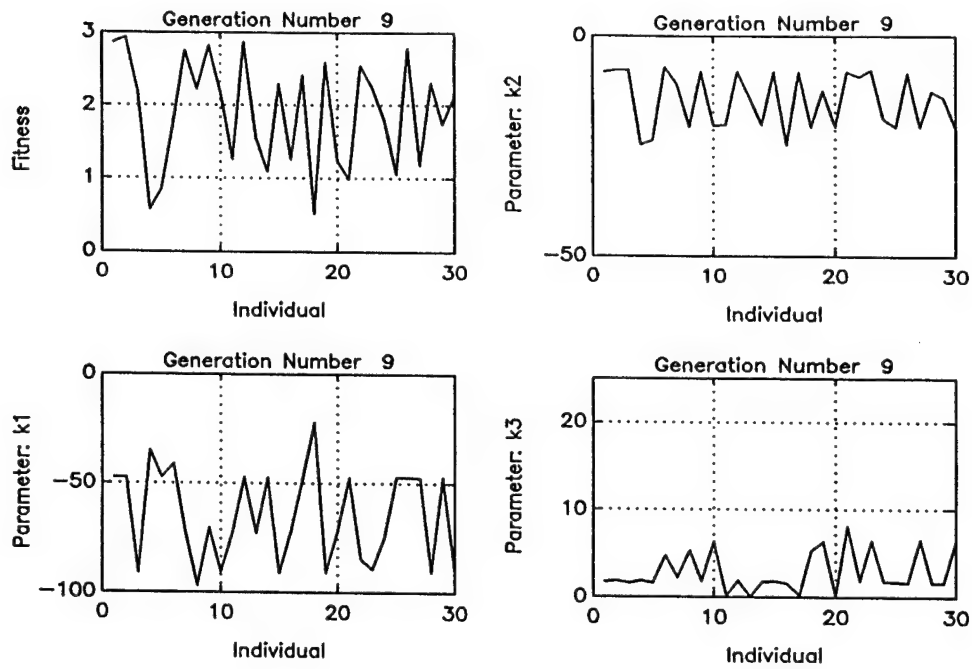 Generation Number 9
3
2
1
0
Fitness
0 10 20 30
Individual
Generation Number 9
0
-50
Parameter: k2
0 10 20 30
Individual
Generation Number 9
0
-50
-100
Parameter: k1
0 10 20 30
Individual
Generation Number 9
20
10
0
Parameter: k3
0 10 20 30
Individual